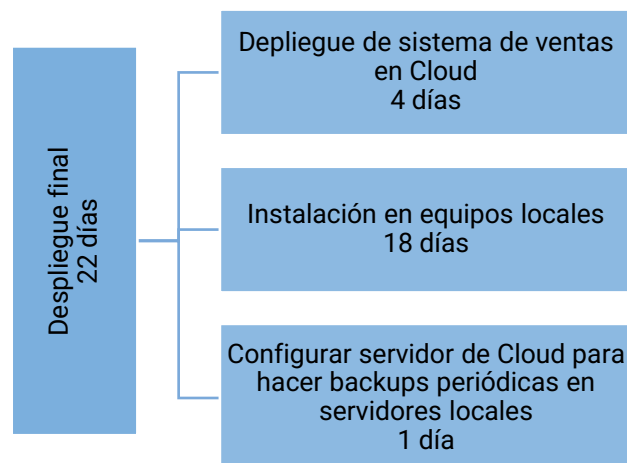 Despliegue final
22 días
Depliegue de sistema de ventas
en Cloud
4 días
Instalación en equipos locales
18 días
Configurar servidor de Cloud para
hacer backups periódicas en
servidores locales
1 día